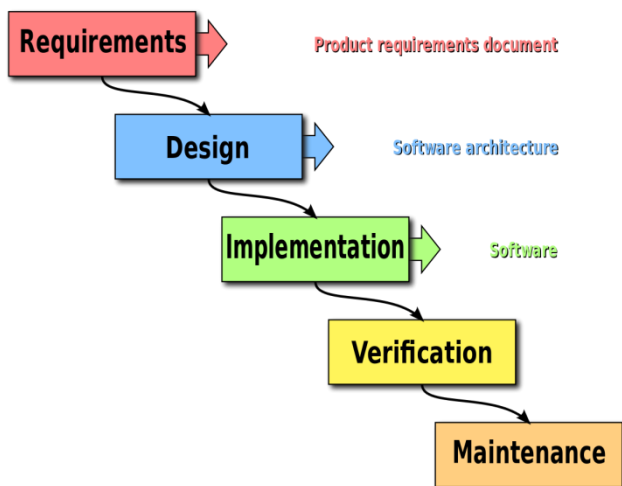 Requirements
Product requirements document
Design
Software architecture
Implementation
Software
Verification
Maintenance